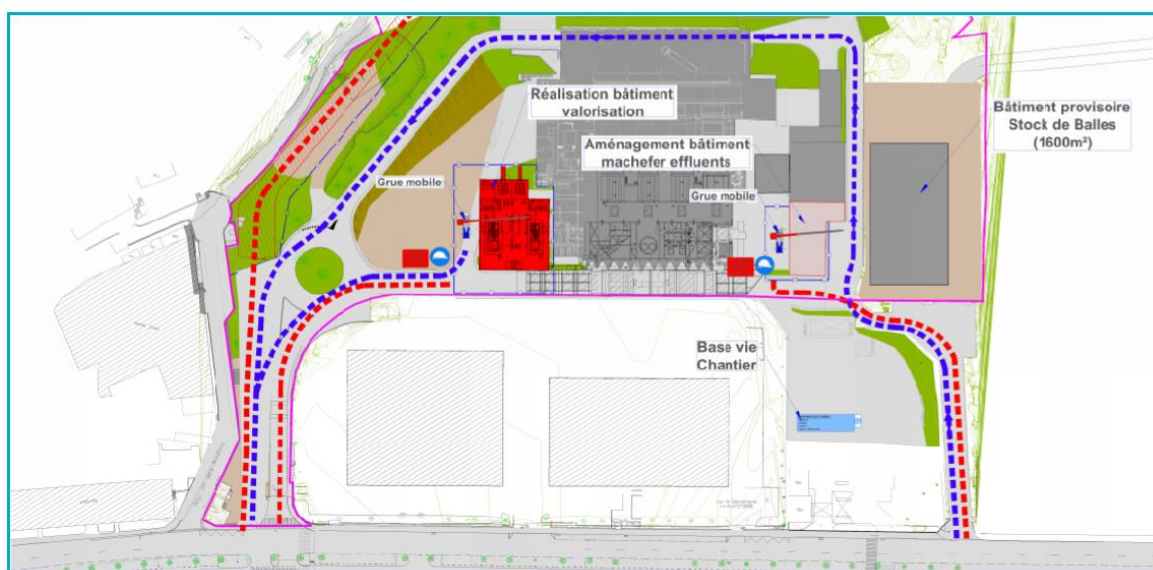 Réalisation bâtiment
valorisation
Bâtiment provisoire
Stock de Balles
(1600m²)
Aménagement bâtiment
machefer effluents
Grue mobile
Grue mobile
Base vie
Chantier